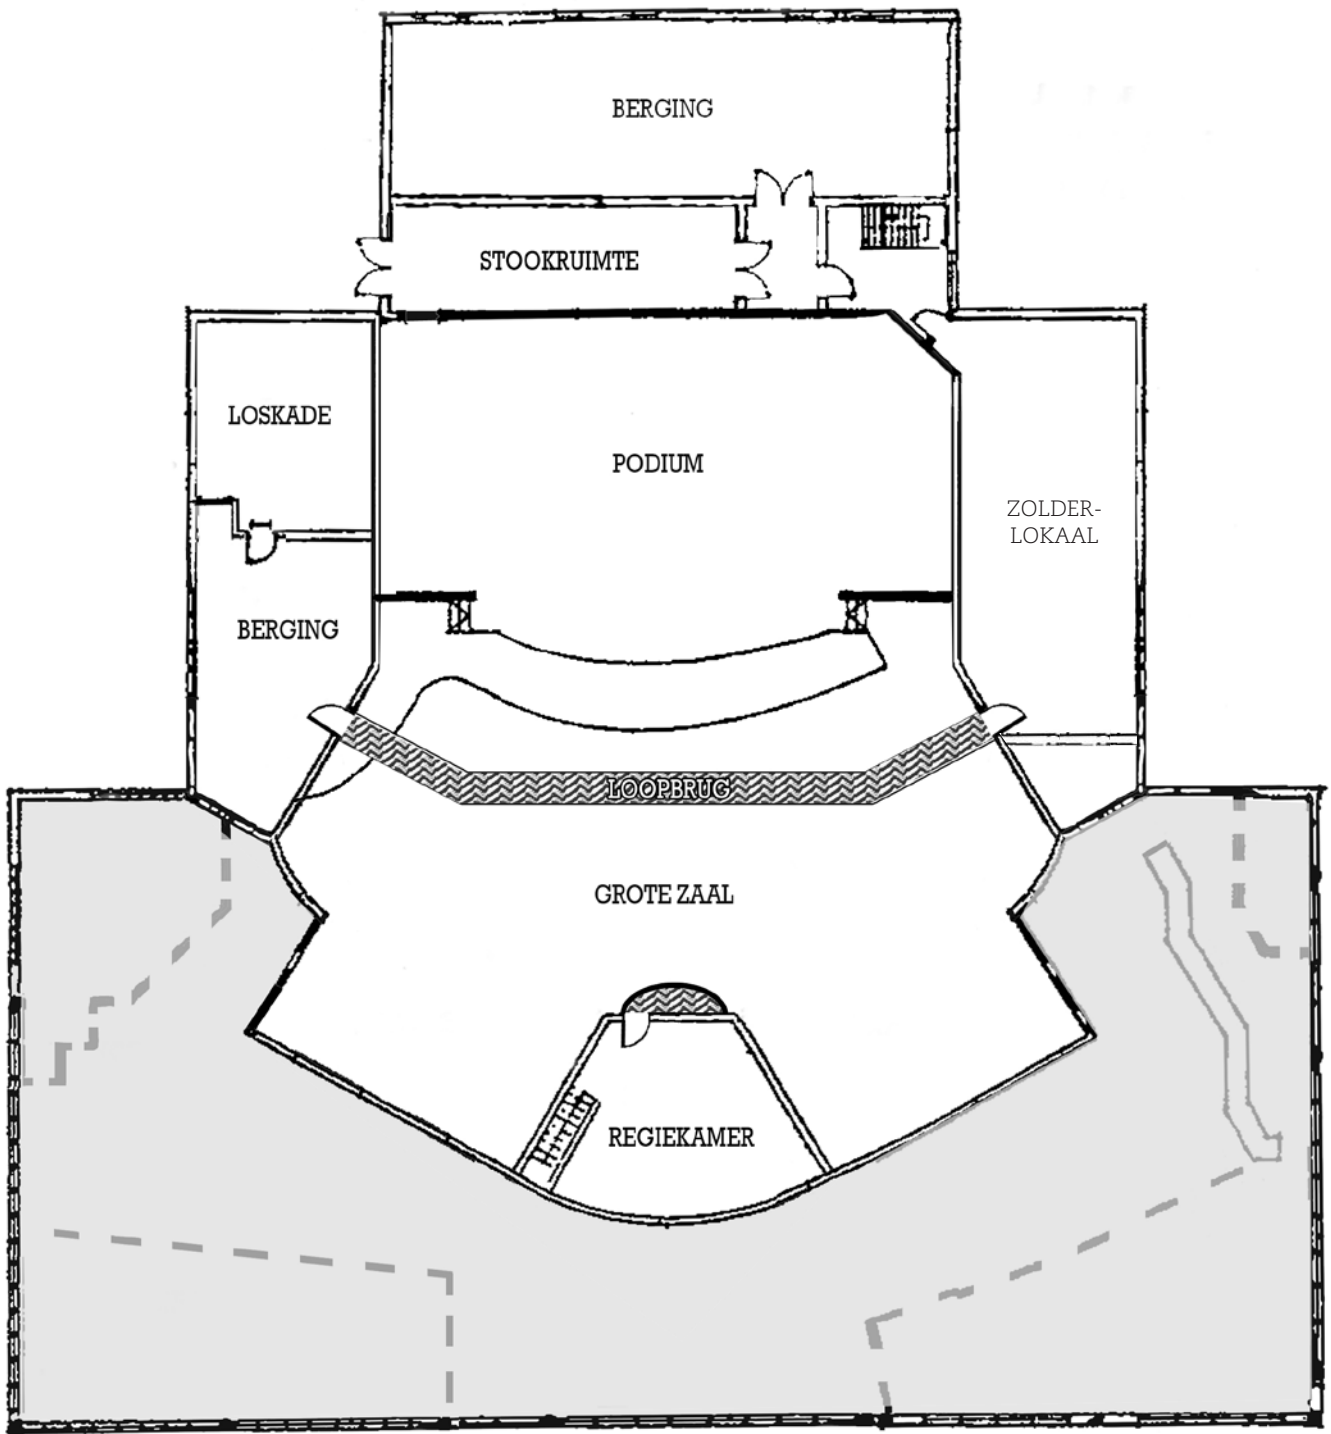 BERGING
STOOKRUIMTE
LOSKADE
PODIUM
ZOLDER-
LOKAAL
BERGING
LOOPBRUG
GROTE ZAAL
REGIEKAMER